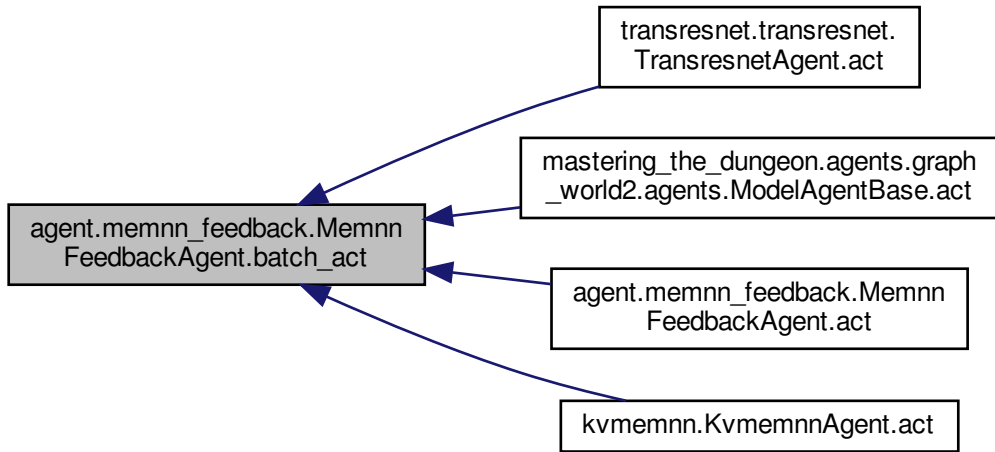 transresnet.transresnet.
TransresnetAgent.act
mastering_the_dungeon.agents.graph
_world2.agents.ModelAgentBase.act
agent.memnn_feedback.Memnn
FeedbackAgent.batch_act
agent.memnn_feedback.Memnn
FeedbackAgent.act
kvmemnn.KvmemnnAgent.act